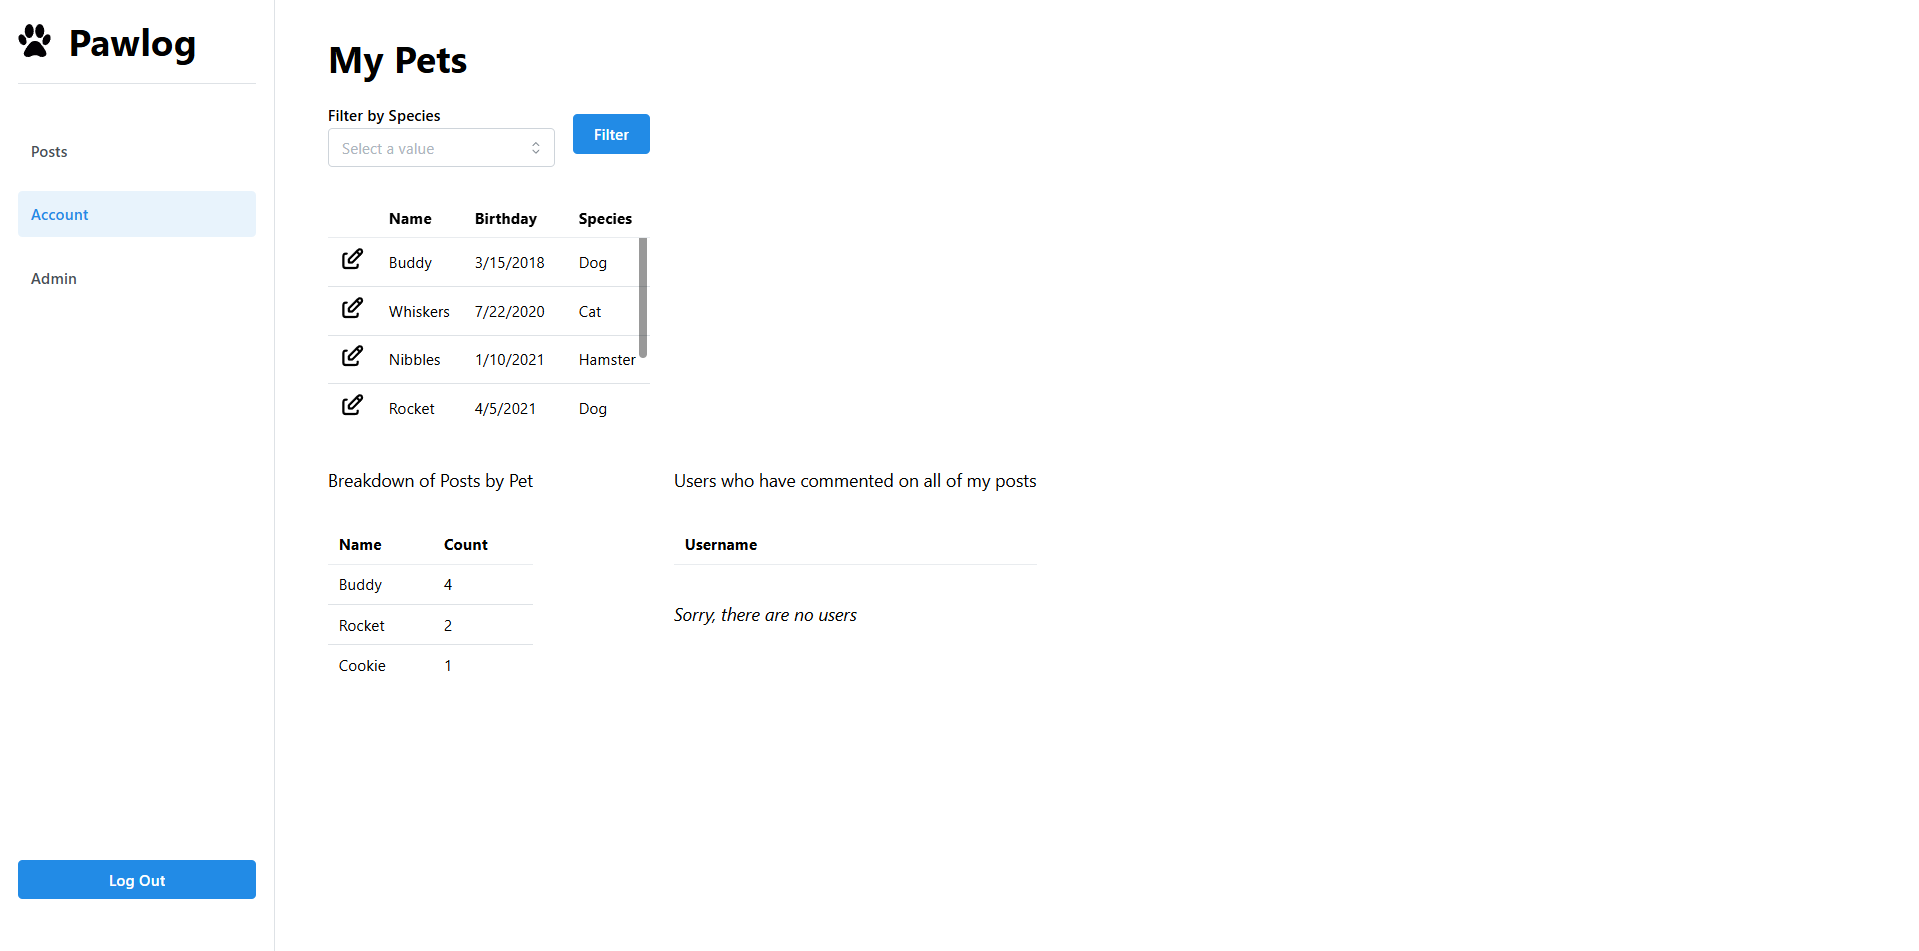 Pawlog
Posts
Account
Admin
Log Out
My Pets
Filter by Species
Select a value
Filter
Name Birthday Species
Buddy 3/15/2018 Dog
Whiskers 7/22/2020 Cat
Nibbles 1/10/2021 Hamster
Rocket 4/5/2021 Dog
Breakdown of Posts by Pet
Name Count
Buddy 4
Rocket 2
Cookie 1
Users who have commented on all of my posts
Username
Sorry, there are no users